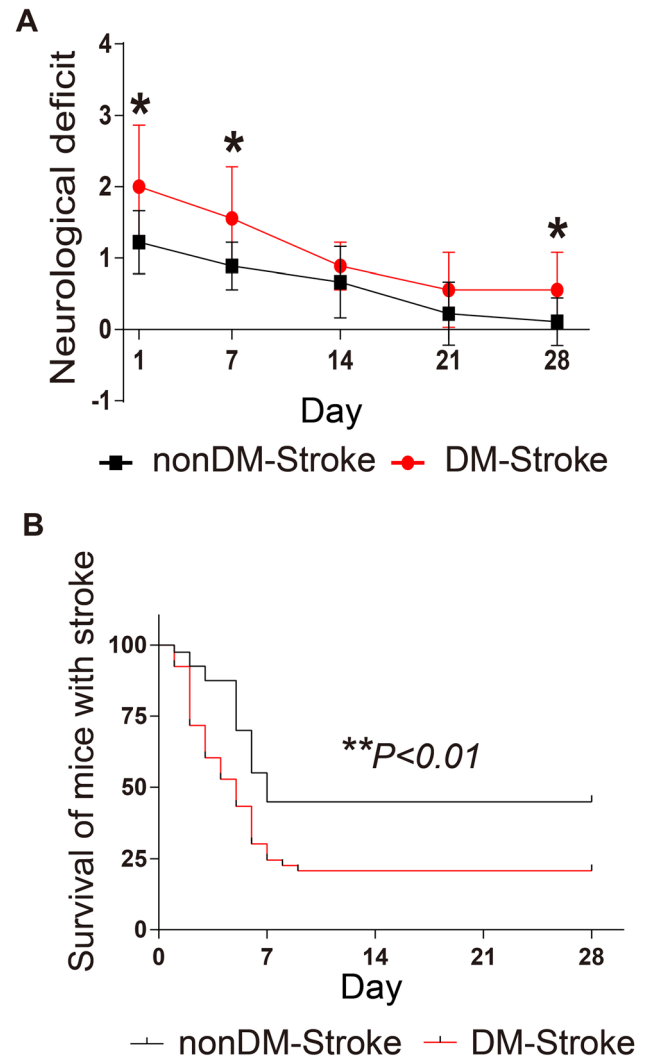 A
Neurological deficit
4
3
2
1
0
-1
*
*
*
1 7 14 21 28
Day
nonDM-Stroke DM-Stroke
B
Survival of mice with stroke
100
75
50
25
0
**P<0.01
0 7 14 21 28
Day
nonDM-Stroke DM-Stroke